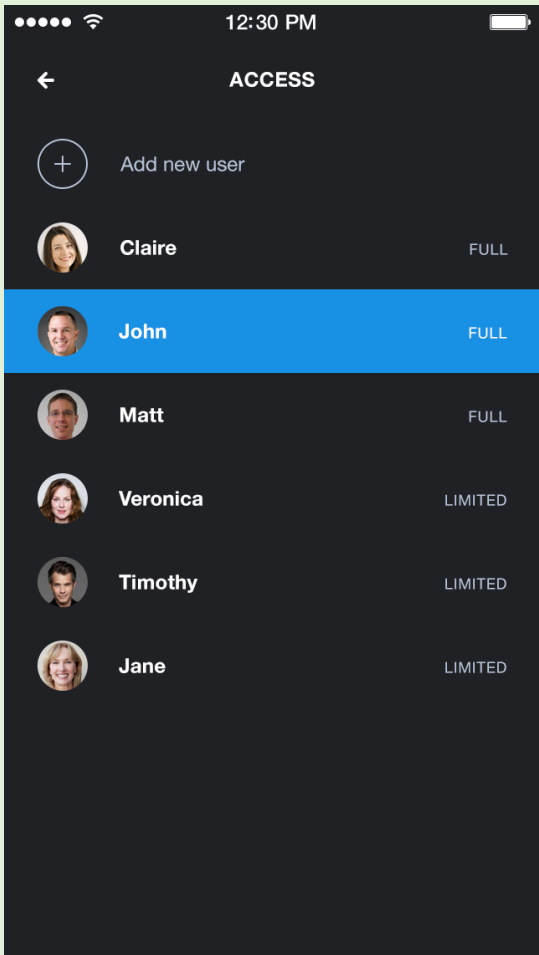 12:30 PM
ACCESS
Add new user
Claire FULL
John FULL
Matt FULL
Veronica LIMITED
Timothy LIMITED
Jane LIMITED